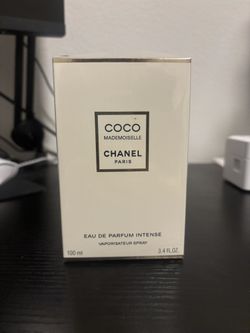 COCO
MADEMOISELLE
CHANEL
PARIS
EAU DE PARFUM INTENSE
VAPORISATEUR SPRAY
100 ml 3.4 FL. OZ.